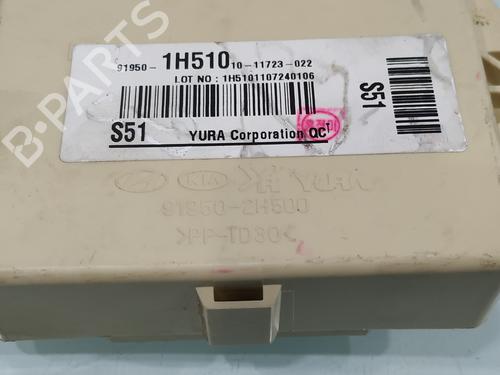 B-PARTS
91950- 1H510 10-11723-022
LOT NO : 1H5101107240106
S51 YURA Corporation QC
S51
KIA YURA
91950-2H500
>PP-TD30<